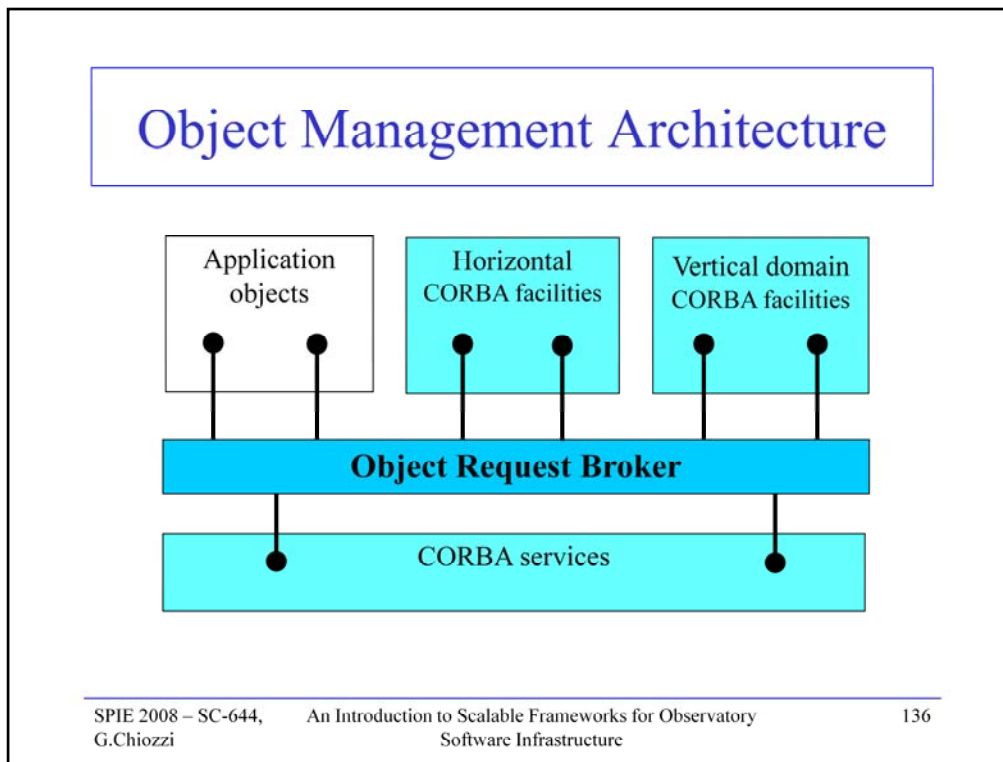 Object Management Architecture
Application
objects
Horizontal
CORBA facilities
Vertical domain
CORBA facilities
Object Request Broker
CORBA services
SPIE 2008 – SC-644,
G.Chiozzi
An Introduction to Scalable Frameworks for Observatory
Software Infrastructure
136